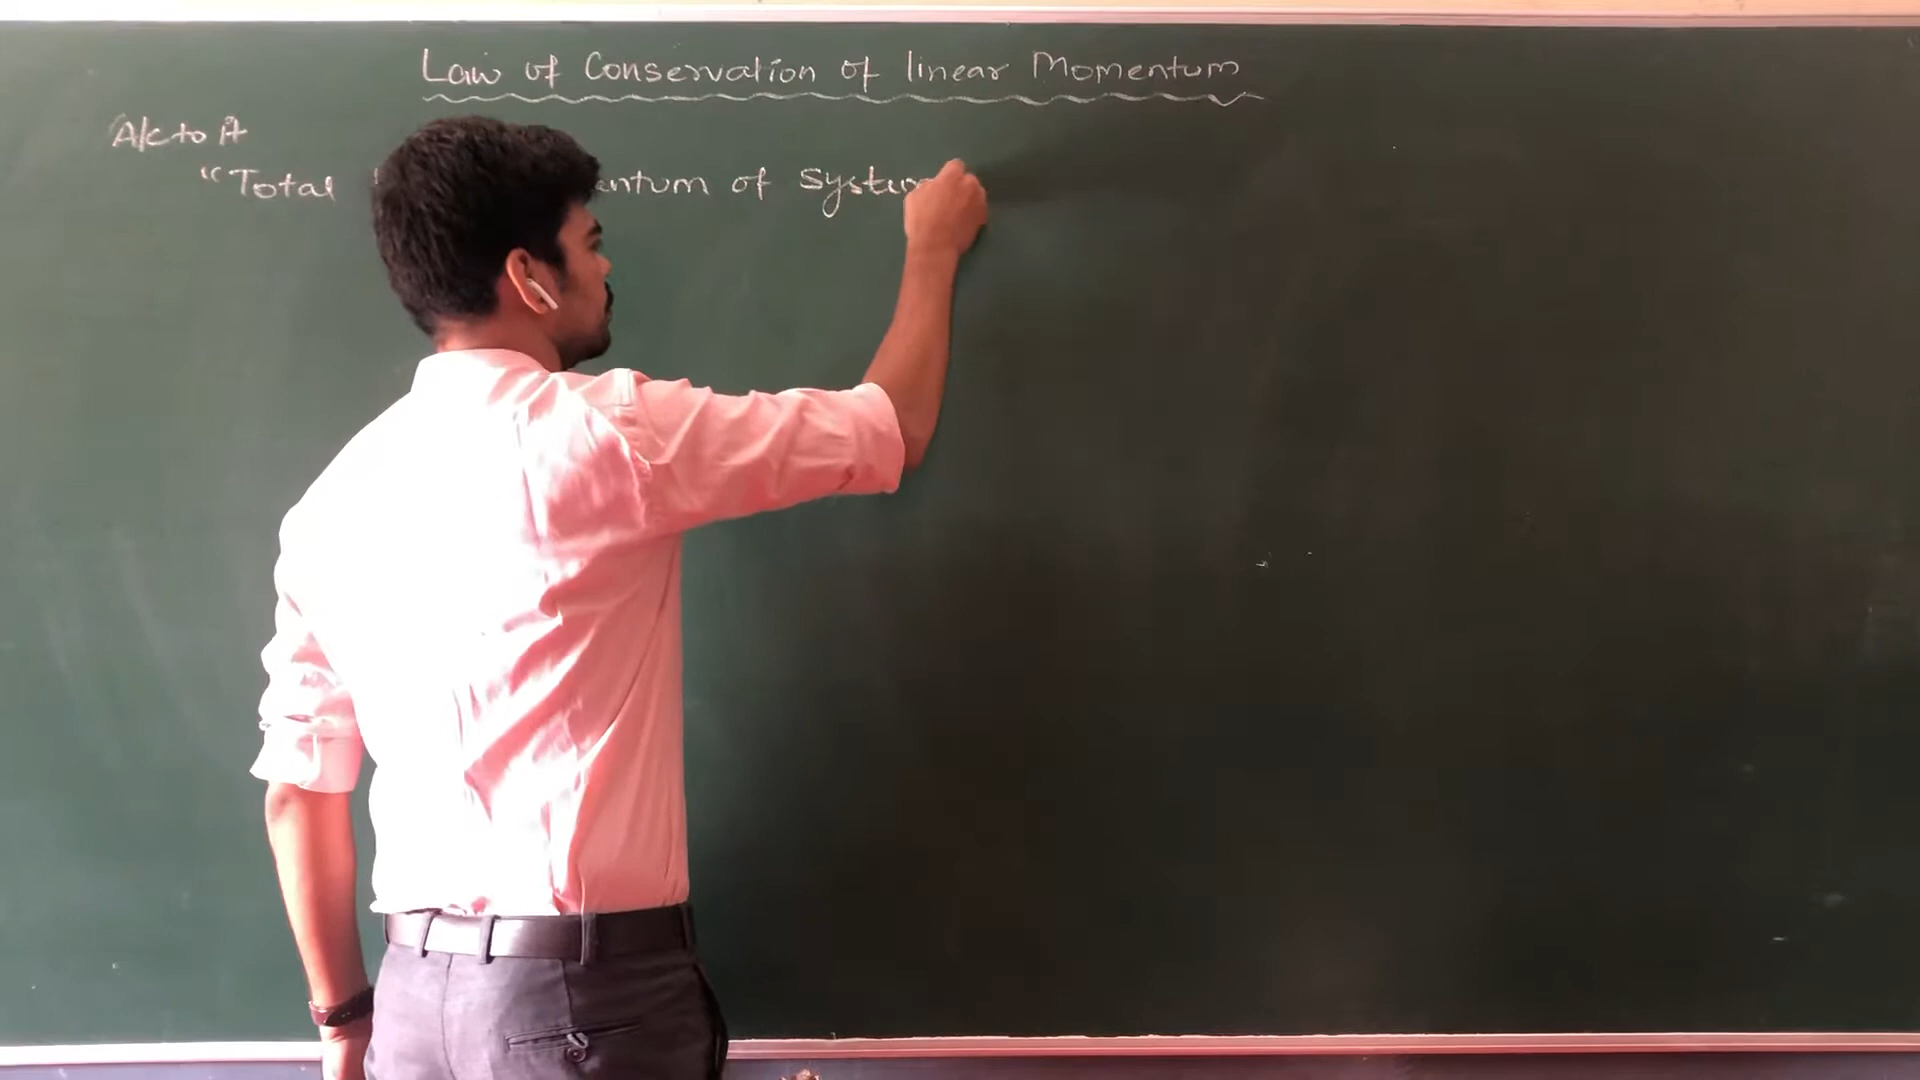 Law of Conservation of linear Momentum
A/c to it
"Total entum of System